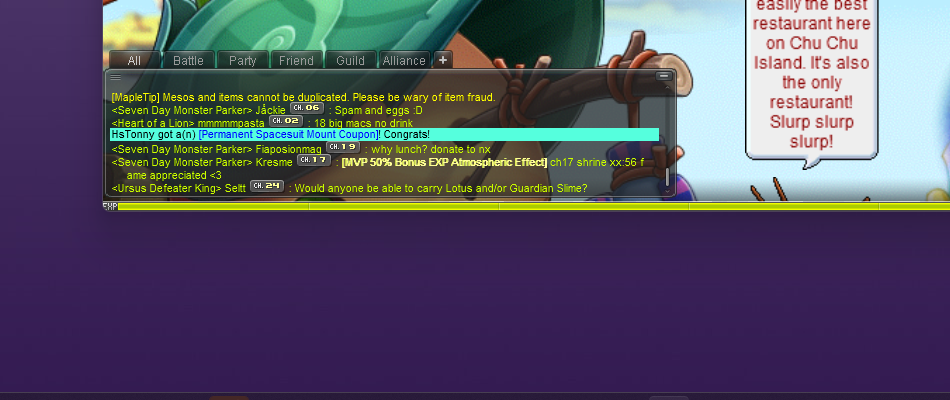 easily the best
restaurant here
on Chu Chu
Island. It's also
the only
restaurant!
Slurp slurp
slurp!
All Battle Party Friend Guild Alliance +
[MapleTip] Mesos and items cannot be duplicated. Please be wary of item fraud.
<Seven Day Monster Parker> Jåckle CH.06 : Spam and eggs :D
<Heart of a Lion> mmmmmpasta CH.02 : 18 big macs no drink
HsTonny got a(n) [Permanent Spacesuit Mount Coupon]! Congrats!
<Seven Day Monster Parker> Fiaposionmag CH.19 : why lunch? donate to nx
<Seven Day Monster Parker> Kresme CH.17 : [MVP 50% Bonus EXP Atmospheric Effect] ch17 shrine xx:56 f
ame appreciated <3
<Ursus Defeater King> Seltt CH.24 : Would anyone be able to carry Lotus and/or Guardian Slime?
EXP